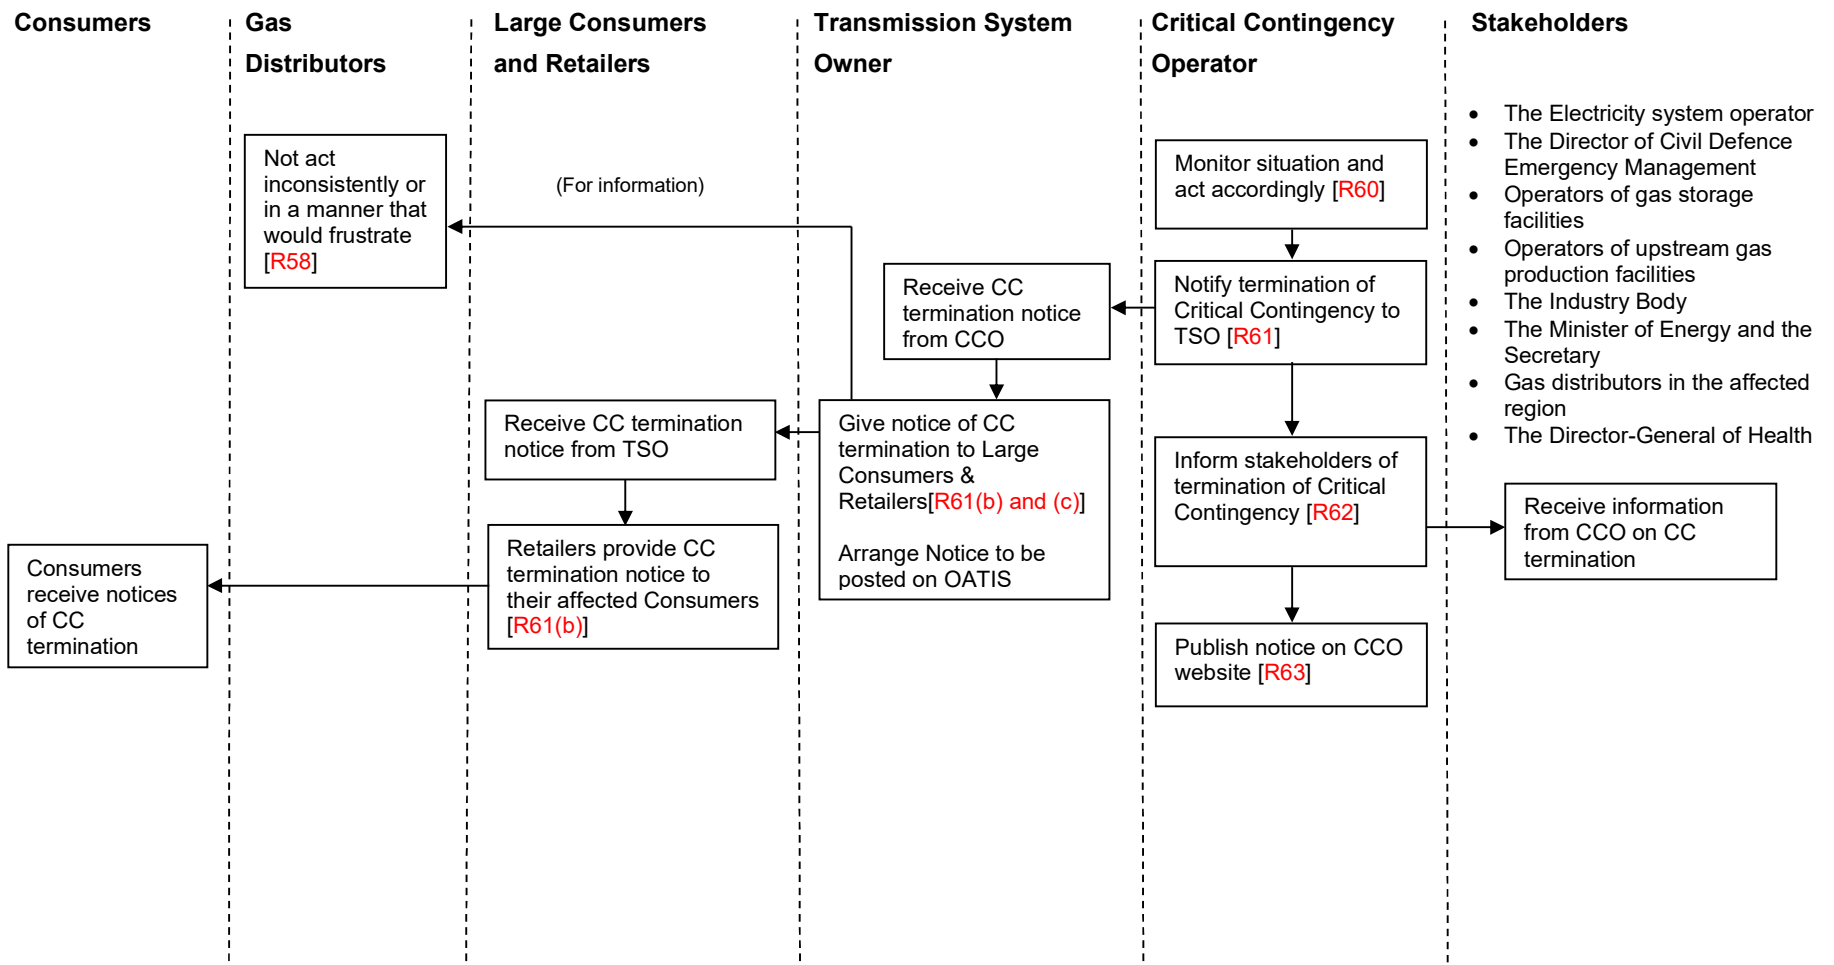 Consumers
Gas
Distributors
Large Consumers
and Retailers
Transmission System
Owner
Critical Contingency
Operator
Stakeholders
Not act
inconsistently or
in a manner that
would frustrate
[R58]
(For information)
Monitor situation and
act accordingly [R60]
Receive CC
termination notice
from CCO
Notify termination of
Critical Contingency to
TSO [R61]
• The Electricity system operator
• The Director of Civil Defence
Emergency Management
• Operators of gas storage
facilities
• Operators of upstream gas
production facilities
• The Industry Body
• The Minister of Energy and the
Secretary
• Gas distributors in the affected
region
• The Director-General of Health
Receive CC termination
notice from TSO
Give notice of CC
termination to Large
Consumers &
Retailers[R61(b) and (c)]
Arrange Notice to be
posted on OATIS
Inform stakeholders of
termination of Critical
Contingency [R62]
Receive information
from CCO on CC
termination
Consumers
receive notices
of CC
termination
Retailers provide CC
termination notice to
their affected Consumers
[R61(b)]
Publish notice on CCO
website [R63]